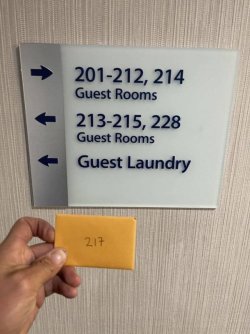 201-212, 214
Guest Rooms
213-215, 228
Guest Rooms
Guest Laundry
217